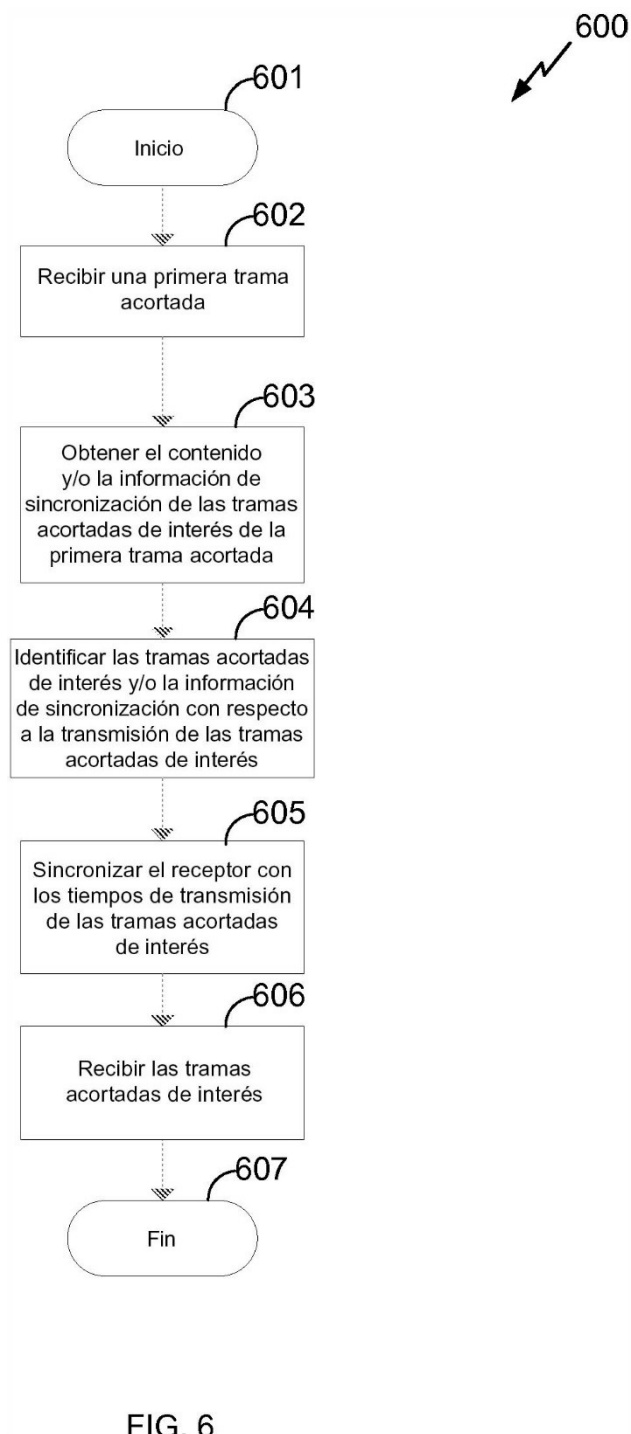 600
601
Inicio
602
Recibir una primera trama
acortada
603
Obtener el contenido
y/o la información de
sincronización de las tramas
acortadas de interés de la
primera trama acortada
604
Identificar las tramas acortadas
de interés y/o la información
de sincronización con respecto
a la transmisión de las tramas
acortadas de interés
605
Sincronizar el receptor con
los tiempos de transmisión
de las tramas acortadas
de interés
606
Recibir las tramas
acortadas de interés
607
Fin
FIG. 6